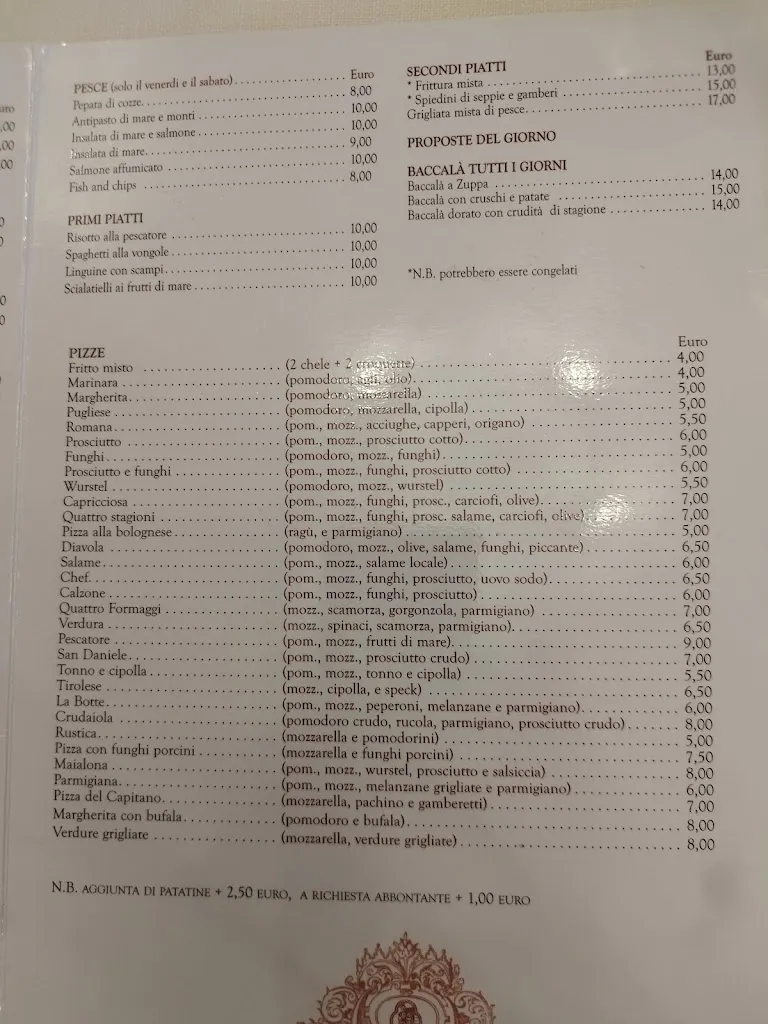 PESCE (solo il venerdi e il sabato) Euro
Pepata di cozze 8,00
Antipasto di mare e monti 10,00
Insalata di mare e salmone 10,00
Insalata di mare 9,00
Salmone affumicato 10,00
Fish and chips 8,00
PRIMI PIATTI
Risotto alla pescatore 10,00
Spaghetti alla vongole 10,00
Linguine con scampi 10,00
Scialatielli ai frutti di mare 10,00
SECONDI PIATTI Euro
* Frittura mista 13,00
* Spiedini di seppie e gamberi 15,00
Grigliata mista di pesce 17,00
PROPOSTE DEL GIORNO
BACCALÀ TUTTI I GIORNI
Baccalà a Zuppa 14,00
Baccalà con cruschi e patate 15,00
Baccalà dorato con crudità di stagione 14,00
*N.B. potrebbero essere congelati
PIZZE Euro
Fritto misto (2 chele + 2 croquette) 4,00
Marinara (pomodoro, agli, olio) 4,00
Margherita (pomodoro, mozzarella) 5,00
Pugliese (pomodoro, mozzarella, cipolla) 5,00
Romana (pom., mozz., acciughe, capperi, origano) 5,50
Prosciutto (pom., mozz., prosciutto cotto) 6,00
Funghi (pomodoro, mozz., funghi) 5,00
Prosciutto e funghi (pom., mozz., funghi, prosciutto cotto) 6,00
Wurstel (pomodoro, mozz., wurstel) 5,50
Capricciosa (pom., mozz., funghi, prosc., carciofi, olive) 7,00
Quattro stagioni (pom., mozz., funghi, prosc. salame, carciofi, olive) 7,00
Pizza alla bolognese (ragù, e parmigiano) 5,00
Diavola (pomodoro, mozz., olive, salame, funghi, piccante) 6,50
Salame (pom., mozz., salame locale) 6,00
Chef. (pom., mozz., funghi, prosciutto, uovo sodo) 6,50
Calzone (pom., mozz., funghi, prosciutto) 6,00
Quattro Formaggi (mozz., scamorza, gorgonzola, parmigiano) 7,00
Verdura (mozz., spinaci, scamorza, parmigiano) 6,50
Pescatore (pom., mozz., frutti di mare) 9,00
San Daniele (pom., mozz., prosciutto crudo) 7,00
Tonno e cipolla (pom., mozz., tonno e cipolla) 5,50
Tirolese (mozz., cipolla, e speck) 6,50
La Botte (pom., mozz., peperoni, melanzane e parmigiano) 6,00
Crudaiola (pomodoro crudo, rucola, parmigiano, prosciutto crudo) 8,00
Rustica (mozzarella e pomodorini) 5,00
Pizza con funghi porcini (mozzarella e funghi porcini) 7,50
Maialona (pom., mozz., wurstel, prosciutto e salsiccia) 8,00
Parmigiana (pom., mozz., melanzane grigliate e parmigiano) 6,00
Pizza del Capitano (mozzarella, pachino e gamberetti) 7,00
Margherita con bufala (pomodoro e bufala) 8,00
Verdure grigliate (mozzarella, verdure grigliate) 8,00
N.B. AGGIUNTA DI PATATINE + 2,50 EURO, A RICHIESTA ABBONTANTE + 1,00 EURO